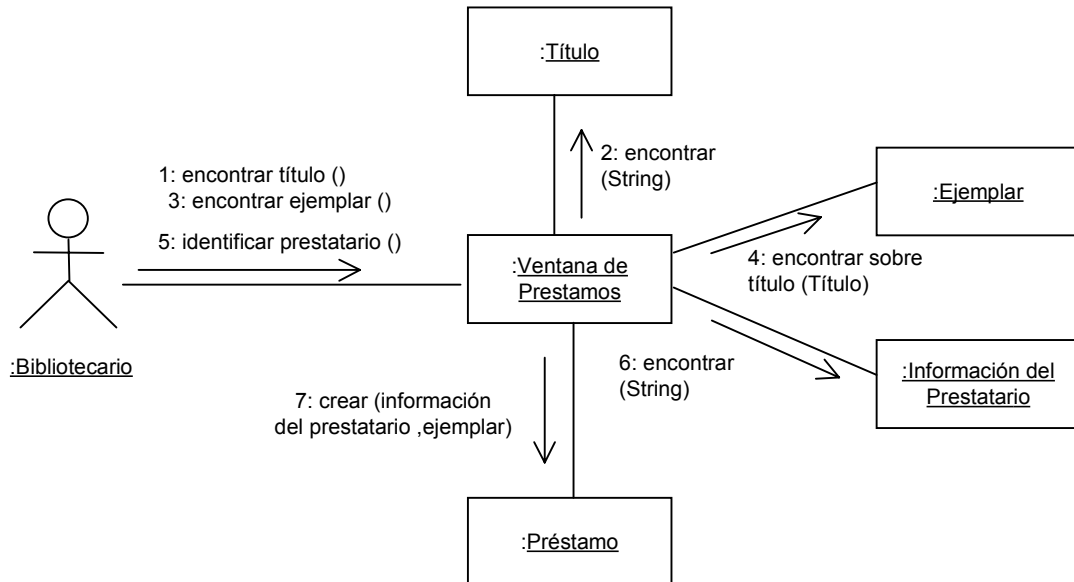 :Título
1: encontrar título ()
3: encontrar ejemplar ()
5: identificar prestatario ()
2: encontrar
(String)
:Ejemplar
:Ventana de
Prestamos
4: encontrar sobre
título (Título)
:Bibliotecario
6: encontrar
(String)
:Información del
Prestatario
7: crear (información
del prestatario ,ejemplar)
:Préstamo